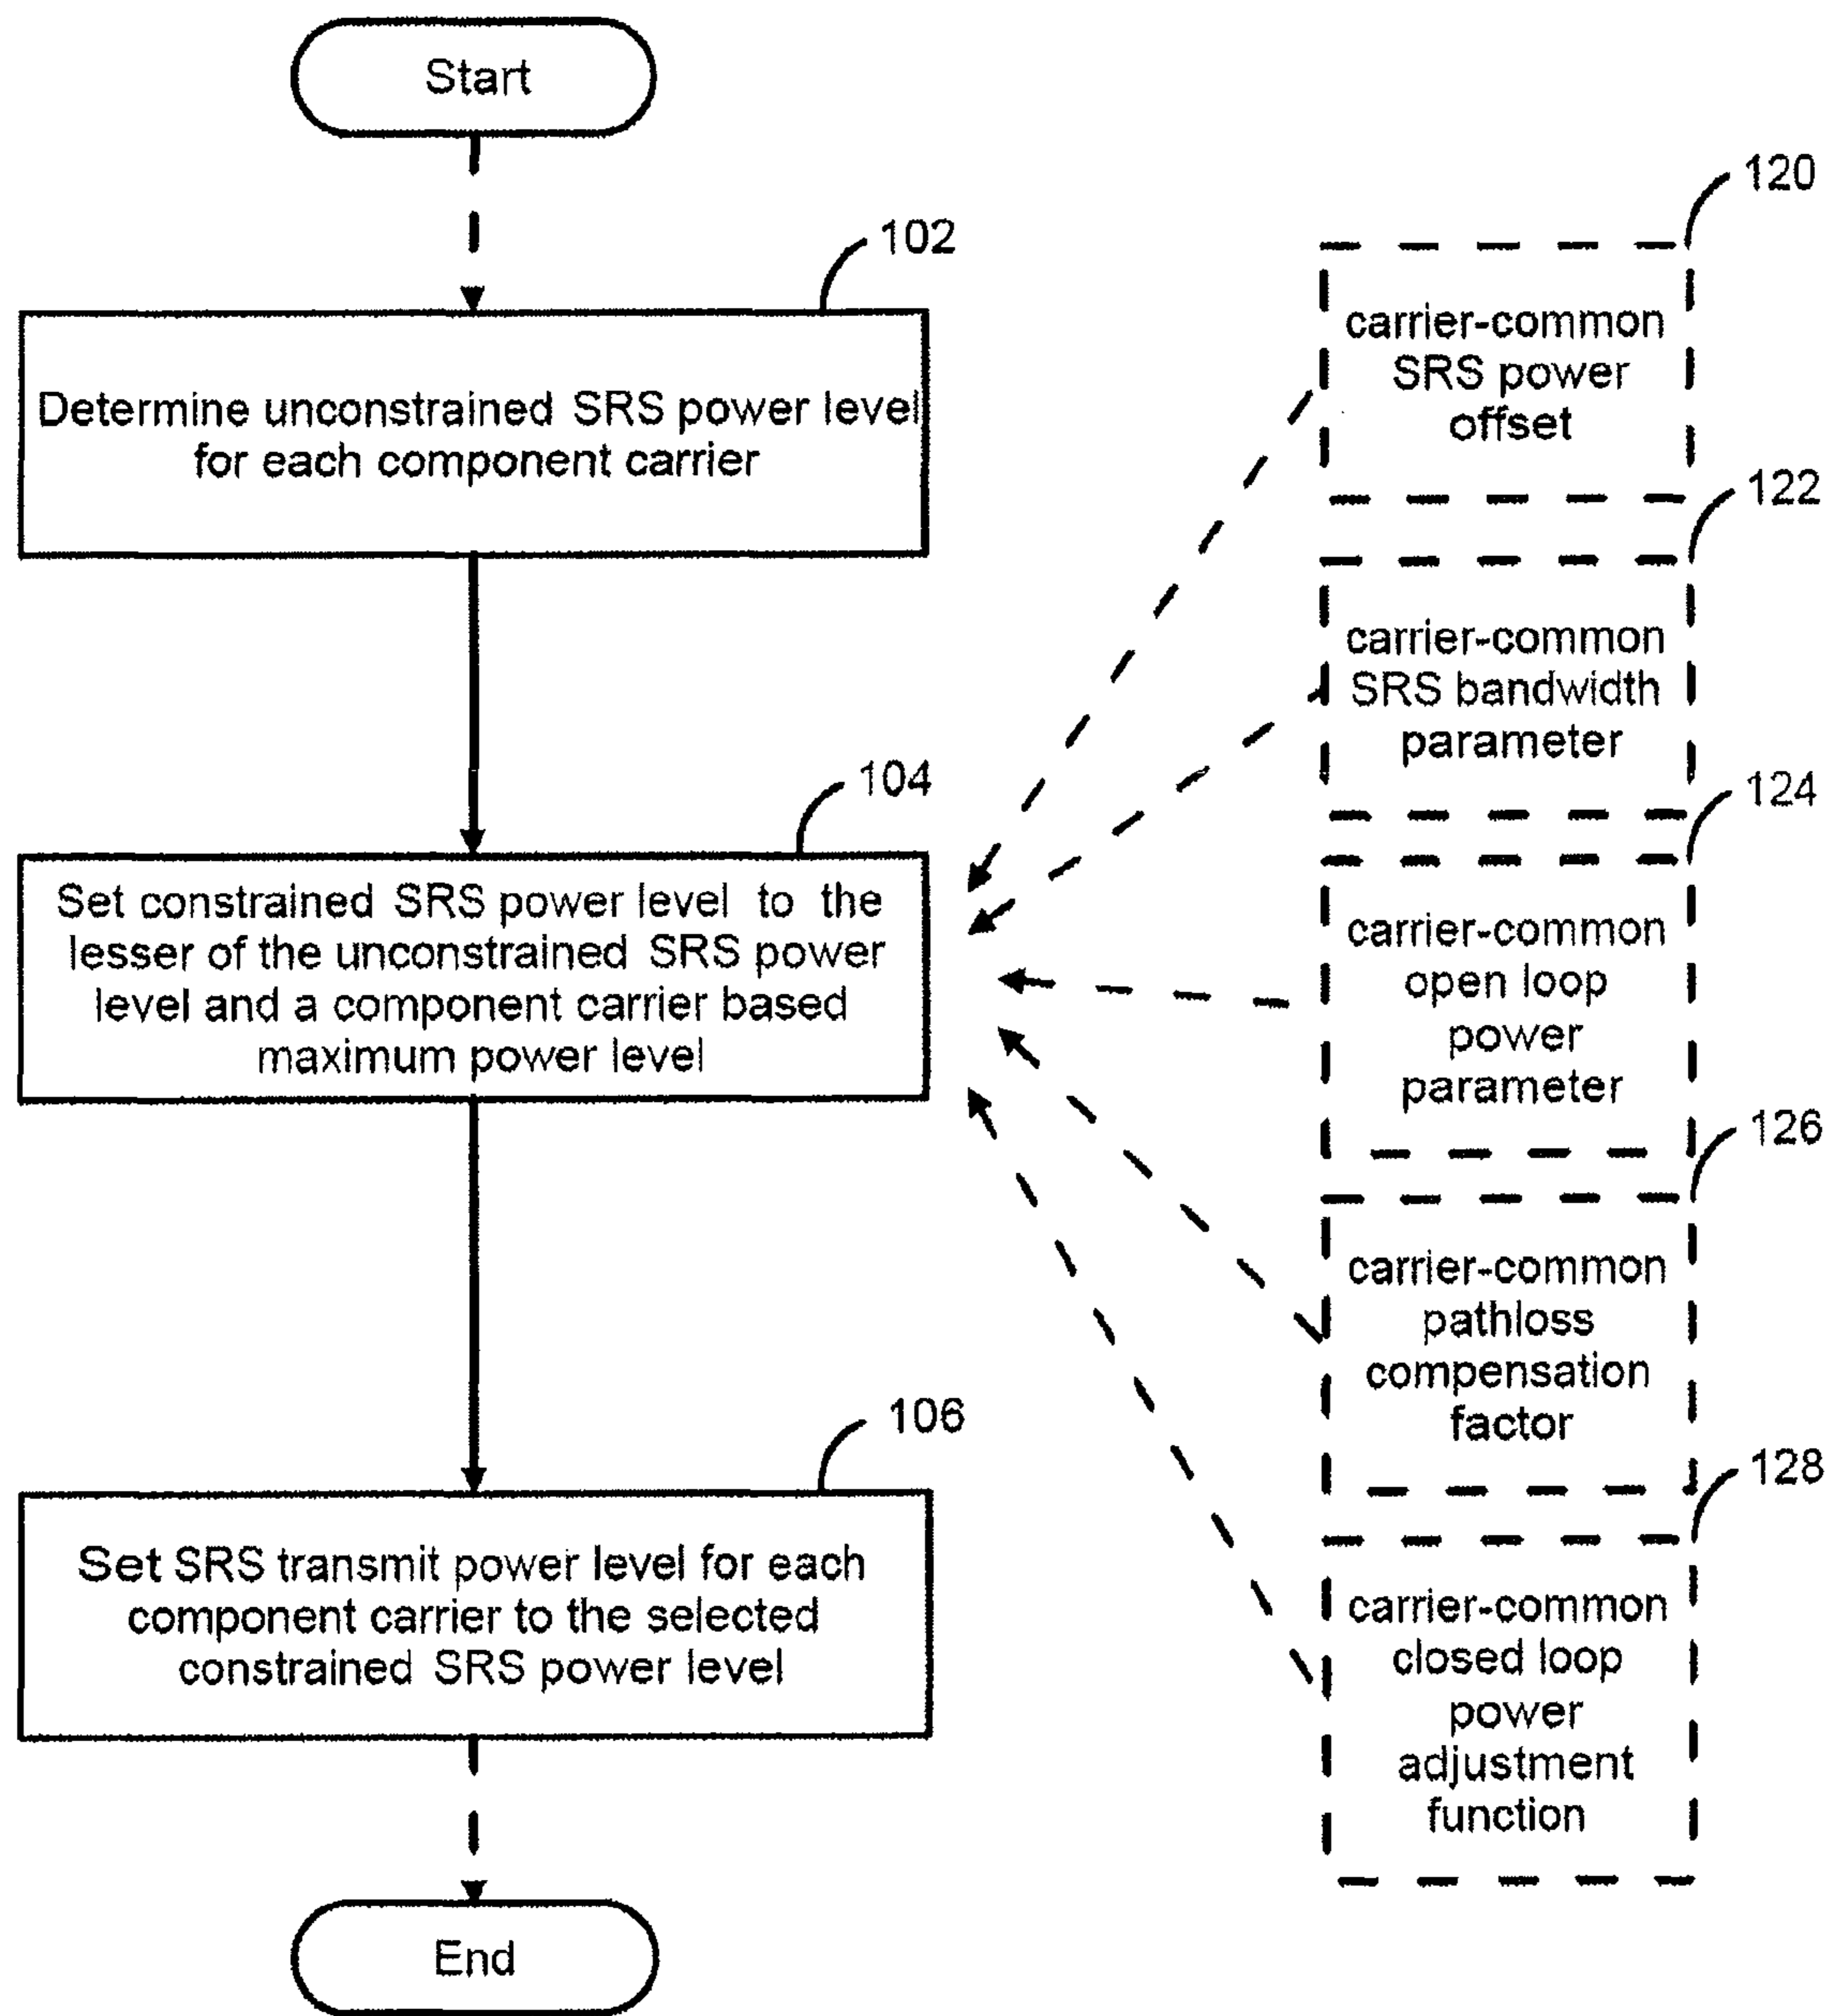 Start
102
Determine unconstrained SRS power level
for each component carrier
104
Set constrained SRS power level to the
lesser of the unconstrained SRS power
level and a component carrier based
maximum power level
106
Set SRS transmit power level for each
component carrier to the selected
constrained SRS power level
End
120
carrier-common
SRS power
offset
122
carrier-common
SRS bandwidth
parameter
124
carrier-common
open loop
power
parameter
126
carrier-common
pathloss
compensation
factor
128
carrier-common
closed loop
power
adjustment
function